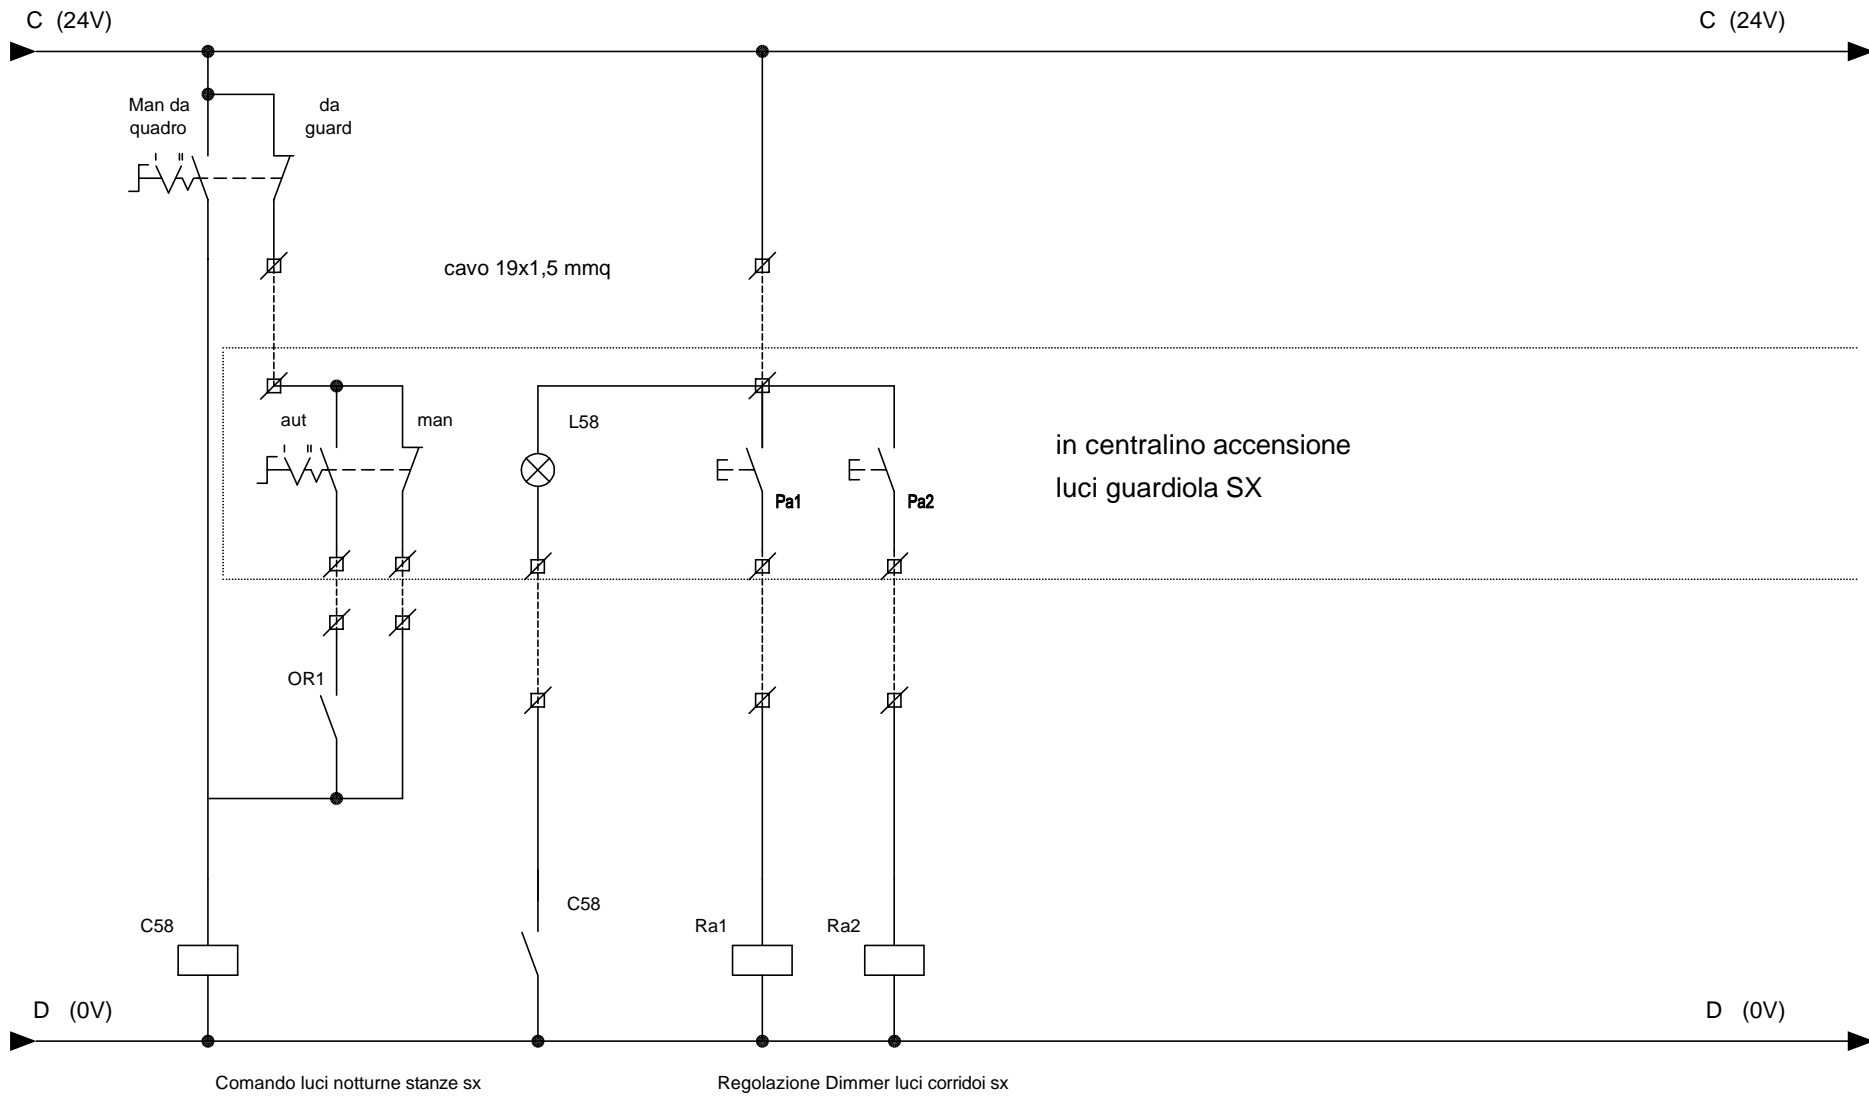 C (24V)
C (24V)
Man da
quadro
da
guard
I II
cavo 19x1,5 mmq
aut
man
I II
L58
Pa1
Pa2
in centralino accensione
luci guardiola SX
OR1
C58
C58
Ra1
Ra2
D (0V)
D (0V)
Comando luci notturne stanze sx
Regolazione Dimmer luci corridoi sx